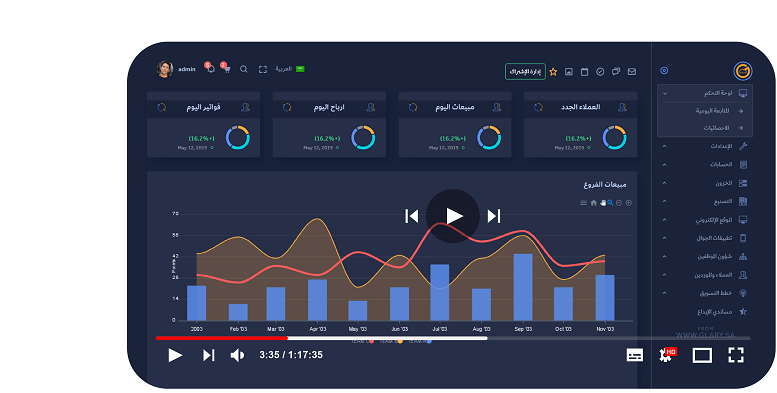 admin
5
العربية
إدارة الإشتراك
لوحة التحكم
المتابعة اليومية
الاحصائيات
الإعدادات
الحسابات
المخزون
التصنيع
الموقع الإلكتروني
تطبيقات الجوال
شؤون الموظفين
العملاء والموردين
خطط التسويق
مساندي الإبداع
FROM
WWW.GLABY.SA
العملاء الجدد
(+16.2%)
May 12, 2019
مبيعات اليوم
(+16.2%)
May 12, 2019
ارباح اليوم
(+16.2%)
May 12, 2019
فواتير اليوم
(+16.2%)
May 12, 2019
مبيعات الفروع
Points
70
56
42
28
14
0
2003 Feb '03 Mar '03 Apr '03 May '03 Jun '03 Jul '03 Aug '03 Sep '03 Oct '03 Nov '03
3:35 / 1:17:35
HD